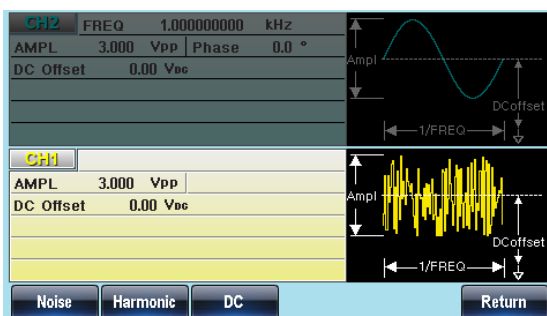 CH2 FREQ 1.000000000 kHz
AMPL 3.000 Vpp Phase 0.0 °
DC Offset 0.00 VDC
Ampl
DCoffset
1/FREQ
CH1
AMPL 3.000 Vpp
DC Offset 0.00 VDC
Ampl
DCoffset
1/FREQ
Noise Harmonic DC Return